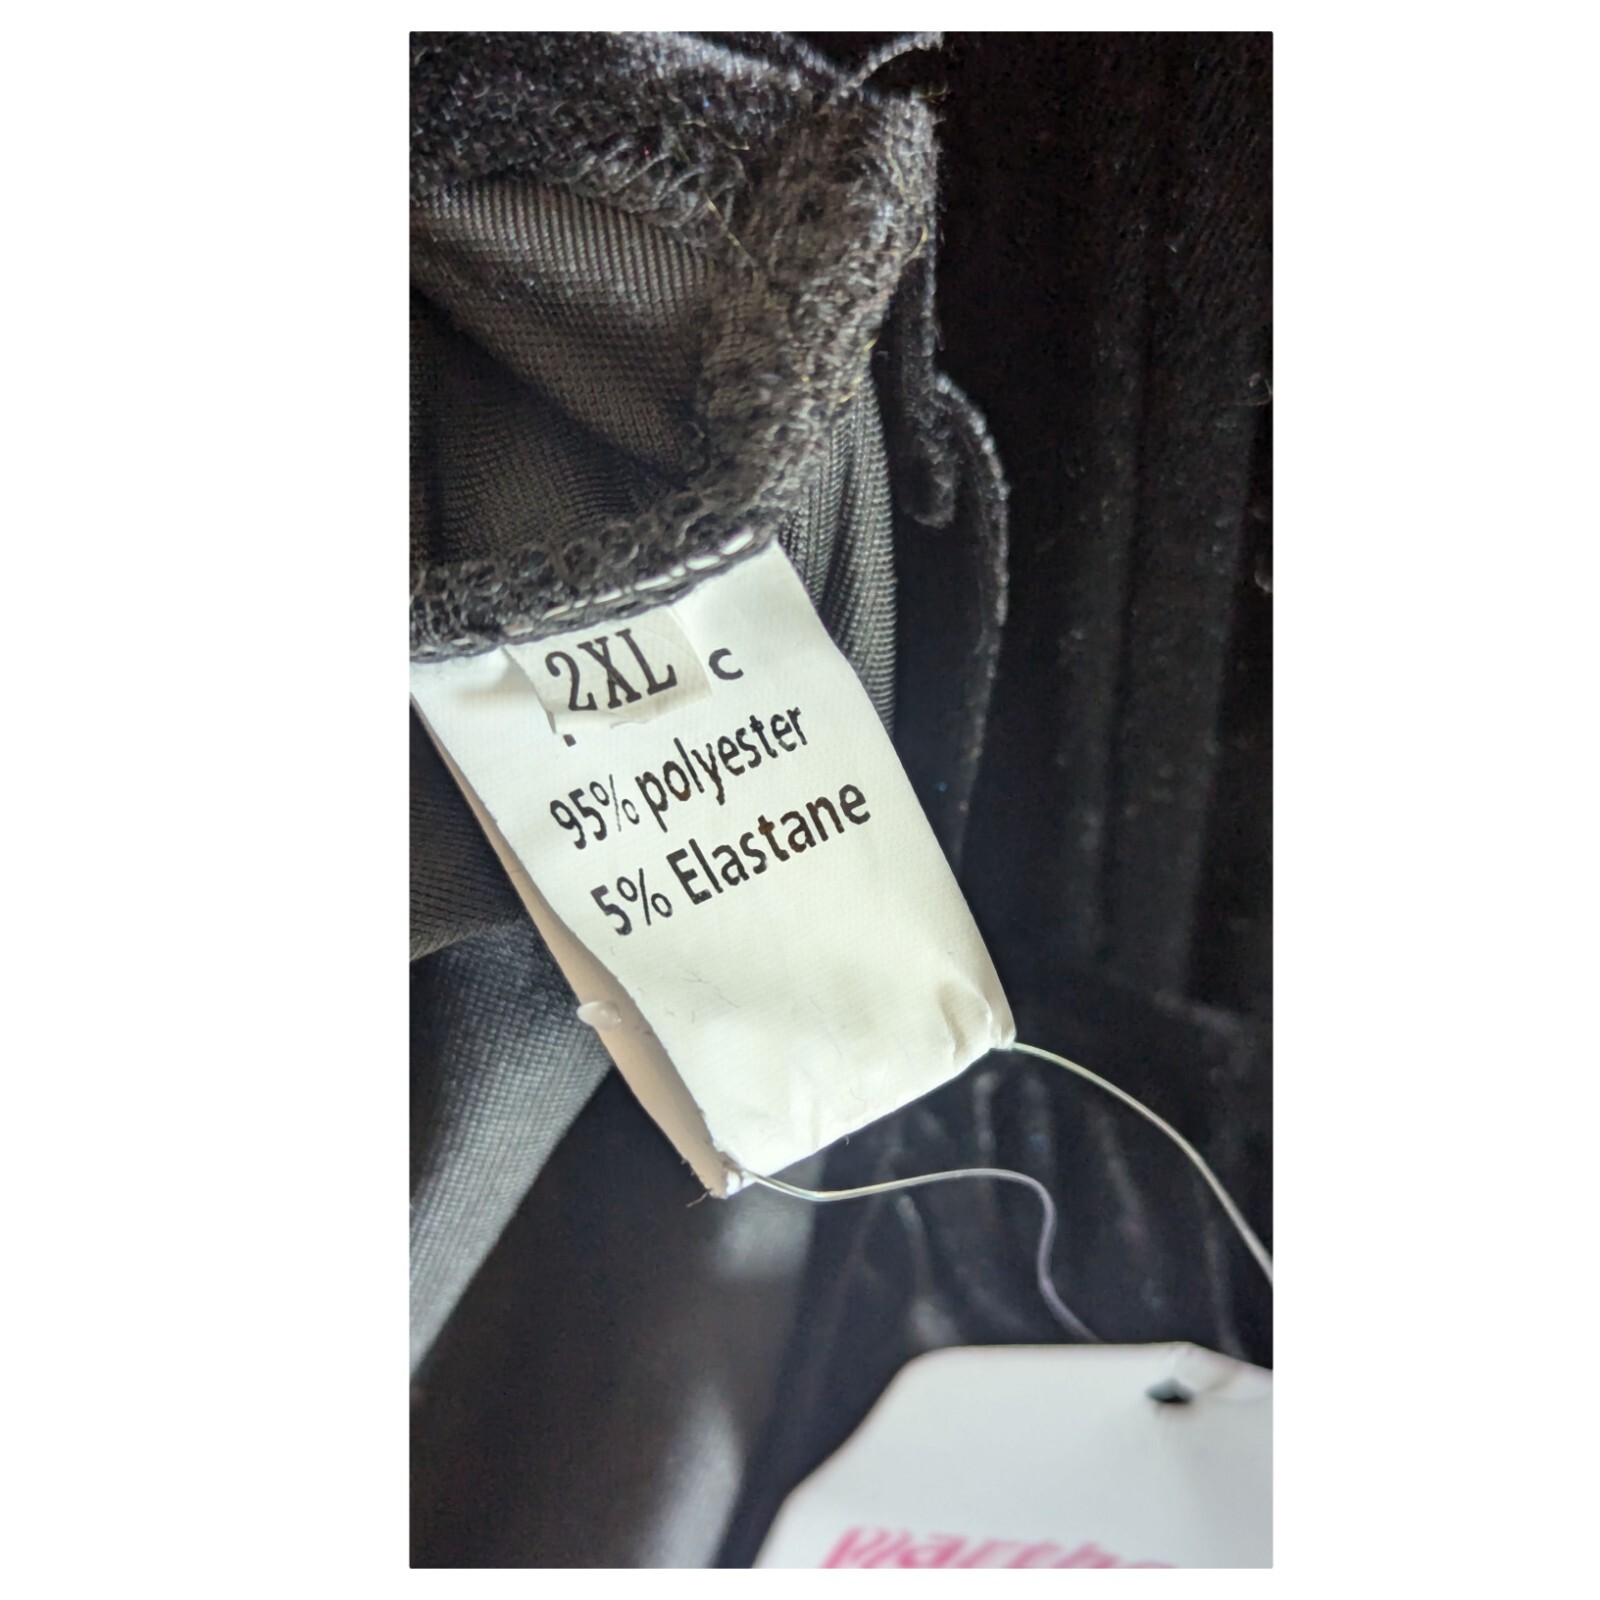 2XL C
95% polyester
5% Elastane